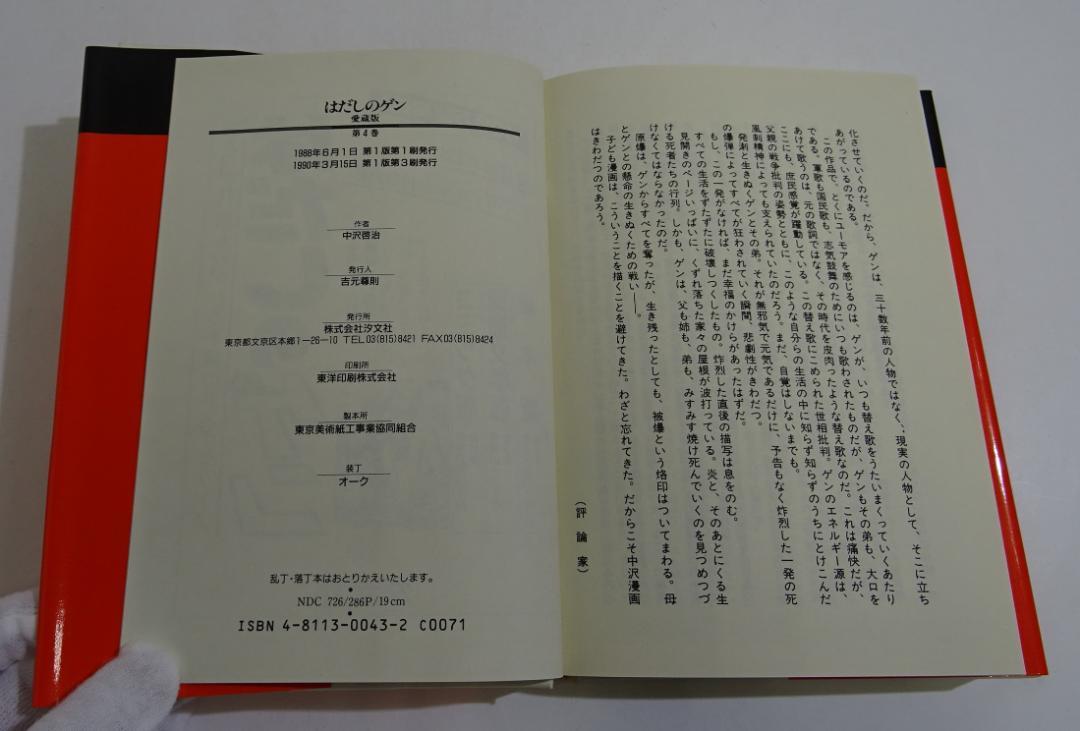 はだしのゲン
愛蔵版
第4巻
1988年6月1日 第1版第1刷発行
1990年3月15日 第1版第3刷発行
作者
中沢啓治
発行人
吉元尊則
発行所
株式会社汐文社
東京都文京区本郷1−26−10 TEL03(815)8421 FAX03(815)8424
印刷所
東洋印刷株式会社
製本所
東京美術紙工事業協同組合
装丁
オーク
乱丁・落丁本はおとりかえいたします。
NDC 726/286P/19cm
ISBN 4-8113-0043-2 C0071
化させていくのだ。だから、ゲンは、三十数年前の人物ではなく、現実の人物として、そこに立ち
あがっているのである。
この作品で、とくにユーモアを感じるのは、ゲンが、いつも替え歌をうたいまくっていくあたり
である。軍歌も国民歌も、志気鼓舞のためにいつも歌わされたものだが、ゲンもその弟も、大口を
あけて歌うのは、元の歌詞ではなく、その時代を皮肉ったような替え歌なのだ。これは痛快だが、
ここにも、庶民感覚が躍動している。この替え歌にこめられた世相批判。ゲンのエネルギー源は、
父親の戦争批判の姿勢とともに、このような自分らの生活の中に知らず知らずのうちにとけこんだ
風刺精神によっても支えられていたのだろう。まだ、自覚はしないまでも。
発刺と生きぬくゲンとその弟。それが無邪気で元気であるだけに、予告もなく炸烈した一発の死
の爆弾によってすべてが狂わされていく瞬間、悲劇性がきわだつ。
もし、この一発がなければ、まだ幸福のかけらがあったはずだ。
すべての生活をずたずたに破壊しつくしたもの。炸烈した直後の描写は息をのむ。
見開きのページいっぱいに、くずれ落ちた家々の屋根が波打っている。炎と、そのあとにくる生
ける死者たちの行列。しかも、ゲンは、父も姉も、弟も、みすみす焼け死んでいくのを見つめつづ
けなくてはならなかったのだ。
原爆は、ゲンからすべてを奪ったが、生き残ったとしても、被爆という烙印はついてまわる。母
とゲンとの懸命の生きぬくための戦い――。
子ども漫画は、こういうことを描くことを避けてきた。わざと忘れてきた。だからこそ中沢漫画
はきわだつのであろう。
(評論家)